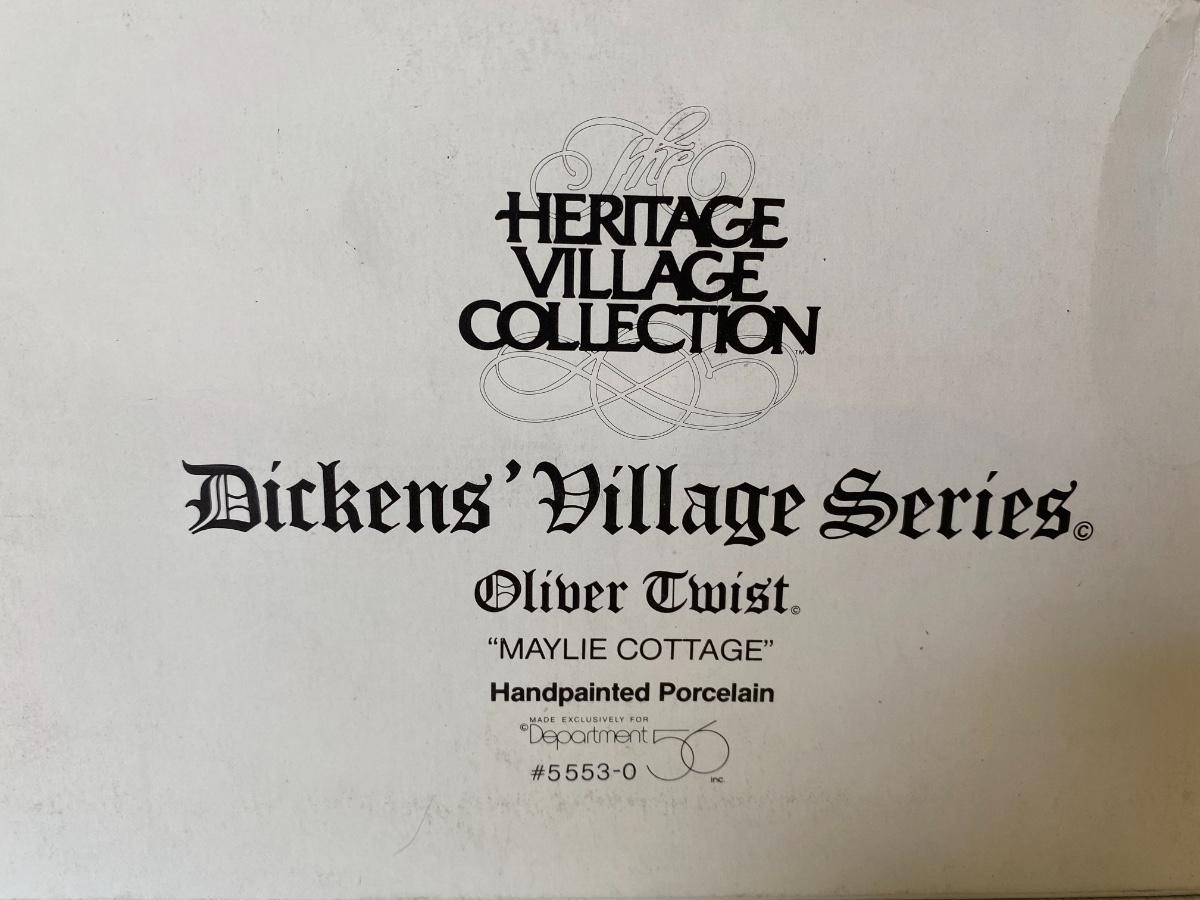 The
HERITAGE
VILLAGE
COLLECTION™
Dickens' Village Series©
Oliver Twist©
“MAYLIE COTTAGE”
Handpainted Porcelain
MADE EXCLUSIVELY FOR
©Department 56 inc.
#5553-0